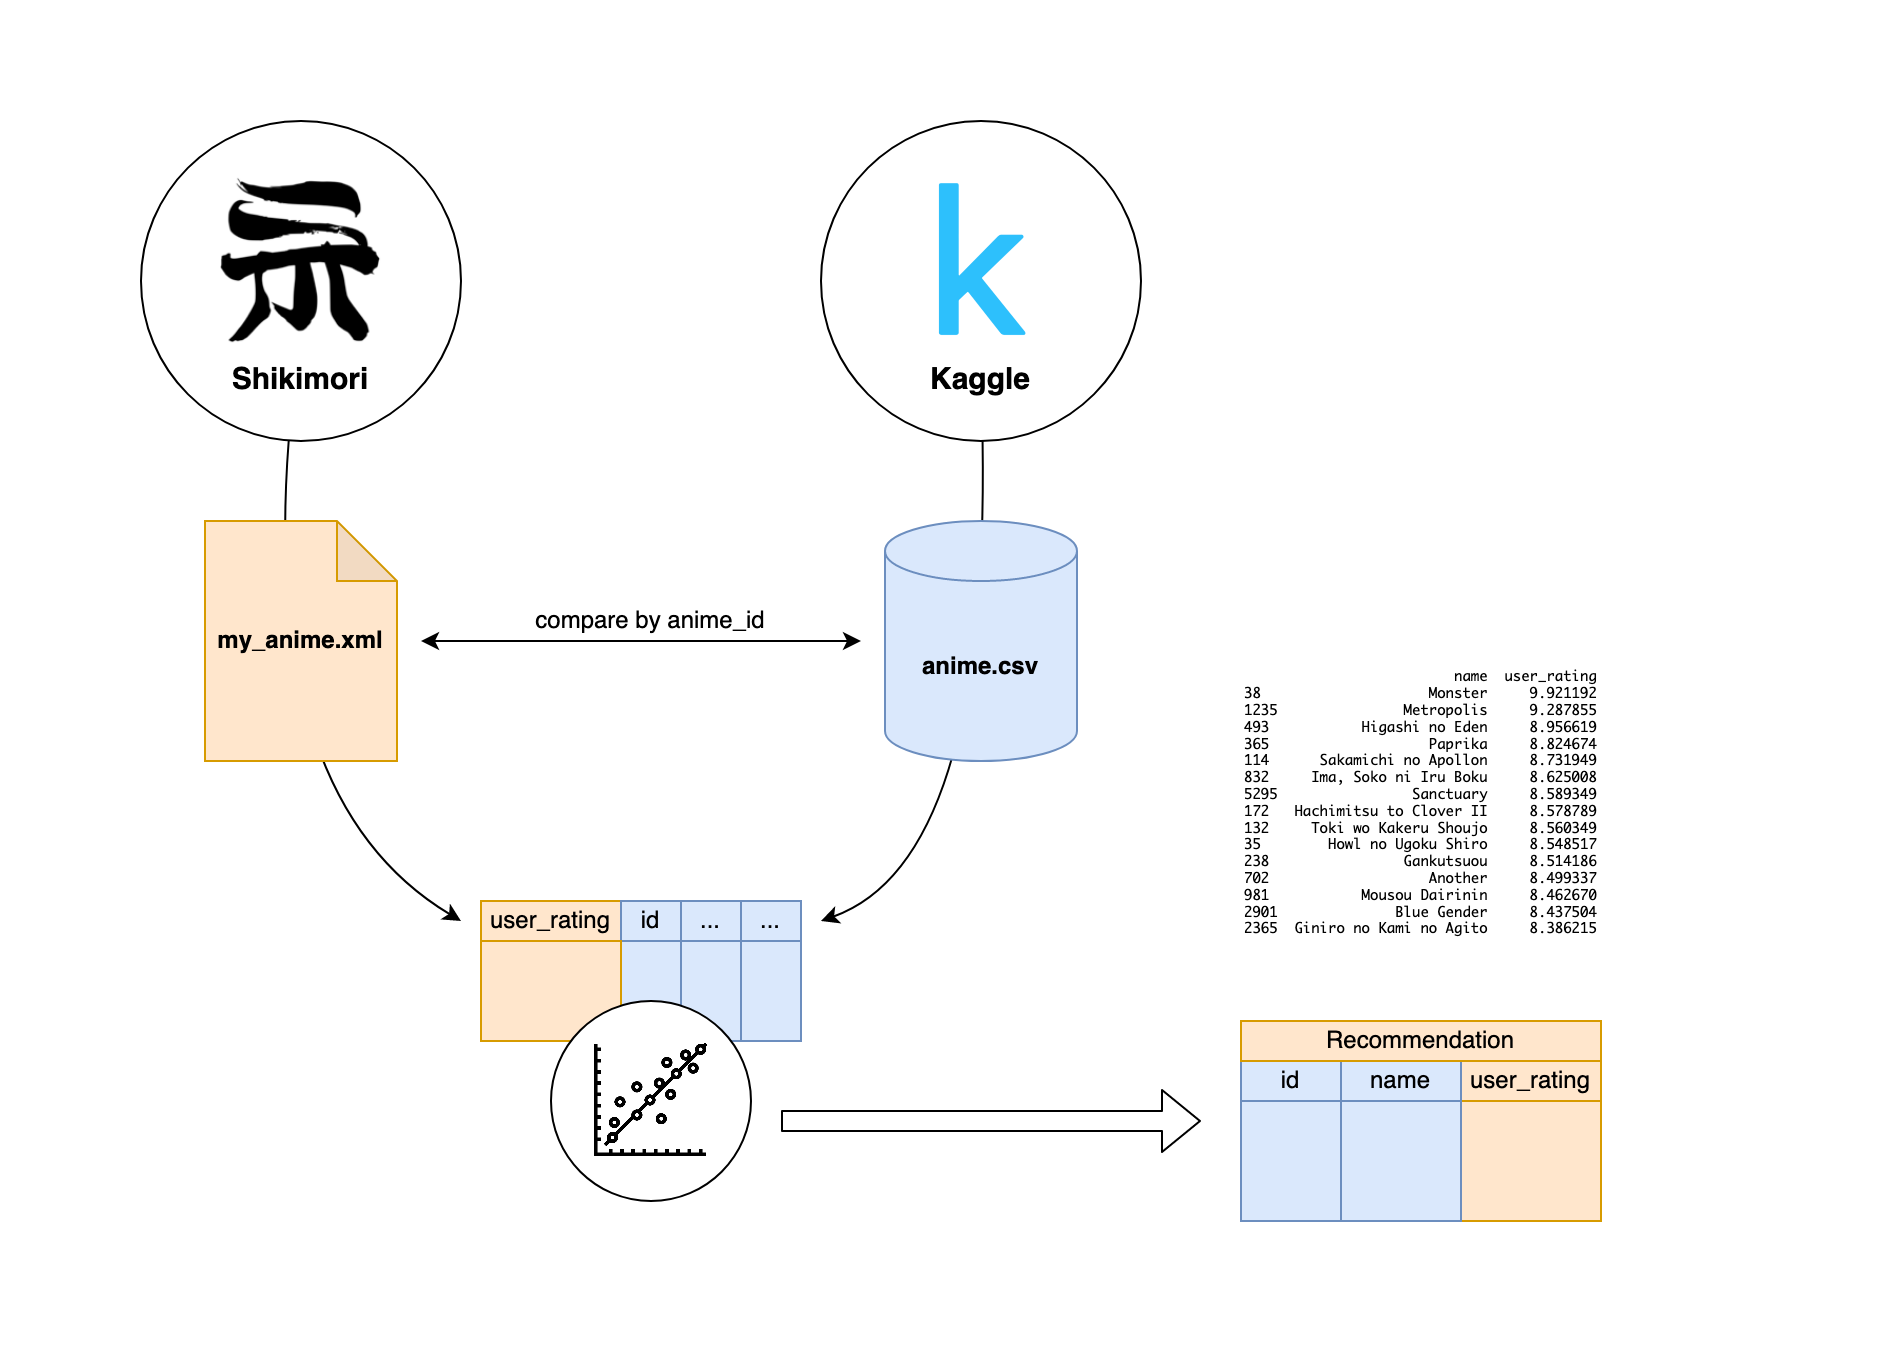 Shikimori
Kaggle
my_anime.xml
compare by anime_id
anime.csv
name user_rating
38 Monster 9.921192
1235 Metropolis 9.287855
493 Higashi no Eden 8.956619
365 Paprika 8.824674
114 Sakamichi no Apollon 8.731949
832 Ima, Soko ni Iru Boku 8.625008
5295 Sanctuary 8.589349
172 Hachimitsu to Clover II 8.578789
132 Toki wo Kakeru Shoujo 8.560349
35 Howl no Ugoku Shiro 8.548517
238 Gankutsuou 8.514186
702 Another 8.499337
981 Mousou Dairinin 8.462670
2901 Blue Gender 8.437504
2365 Giniro no Kami no Agito 8.386215
user_rating id ... ...
Recommendation
id name user_rating